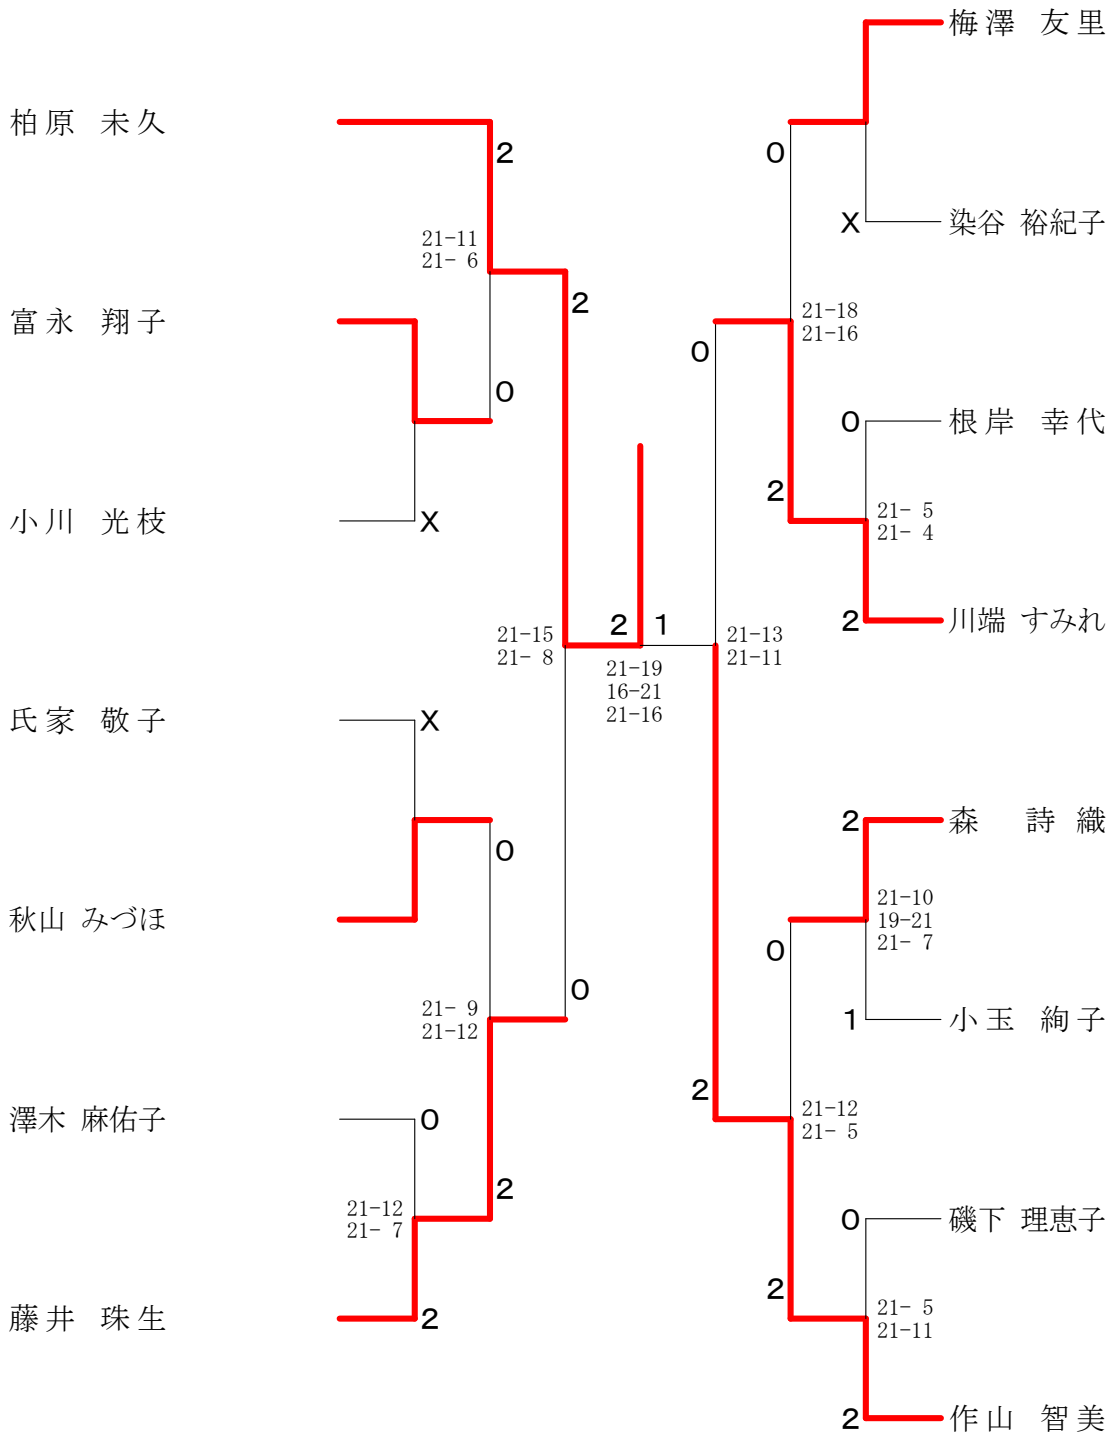 梅澤 友里
柏原 未久
2
0
X
染谷 裕紀子
21-11
21- 6
富永 翔子
2
0
21-18
21-16
0
0
根岸 幸代
小川 光枝
X
2
21- 5
21- 4
2
川端 すみれ
21-15
21- 8
2
1
21-19
16-21
21-16
21-13
21-11
氏家 敬子
X
0
2
森 詩織
秋山 みづほ
21-10
19-21
21- 7
0
0
21- 9
21-12
1
小玉 絢子
澤木 麻佑子
0
2
21-12
21- 5
21-12
21- 7
2
0
磯下 理恵子
藤井 珠生
2
2
21- 5
21-11
2
作山 智美